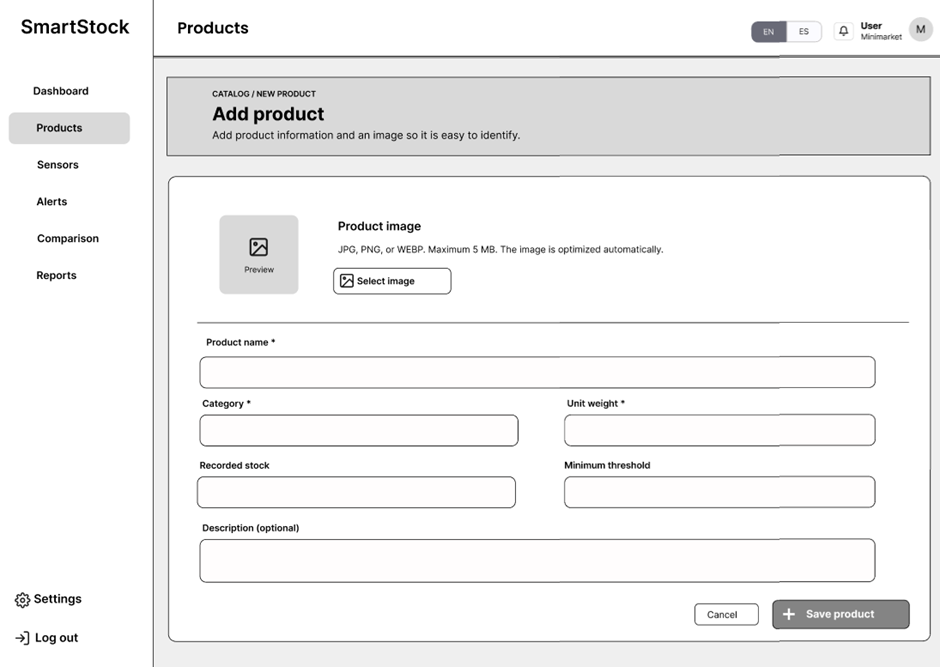 SmartStock
Products
EN
ES
User
Minimarket
M
Dashboard
Products
Sensors
Alerts
Comparison
Reports
Settings
Log out
CATALOG / NEW PRODUCT
Add product
Add product information and an image so it is easy to identify.
Preview
Product image
JPG, PNG, or WEBP. Maximum 5 MB. The image is optimized automatically.
Select image
Product name *
Category *
Unit weight *
Recorded stock
Minimum threshold
Description (optional)
Cancel
+ Save product